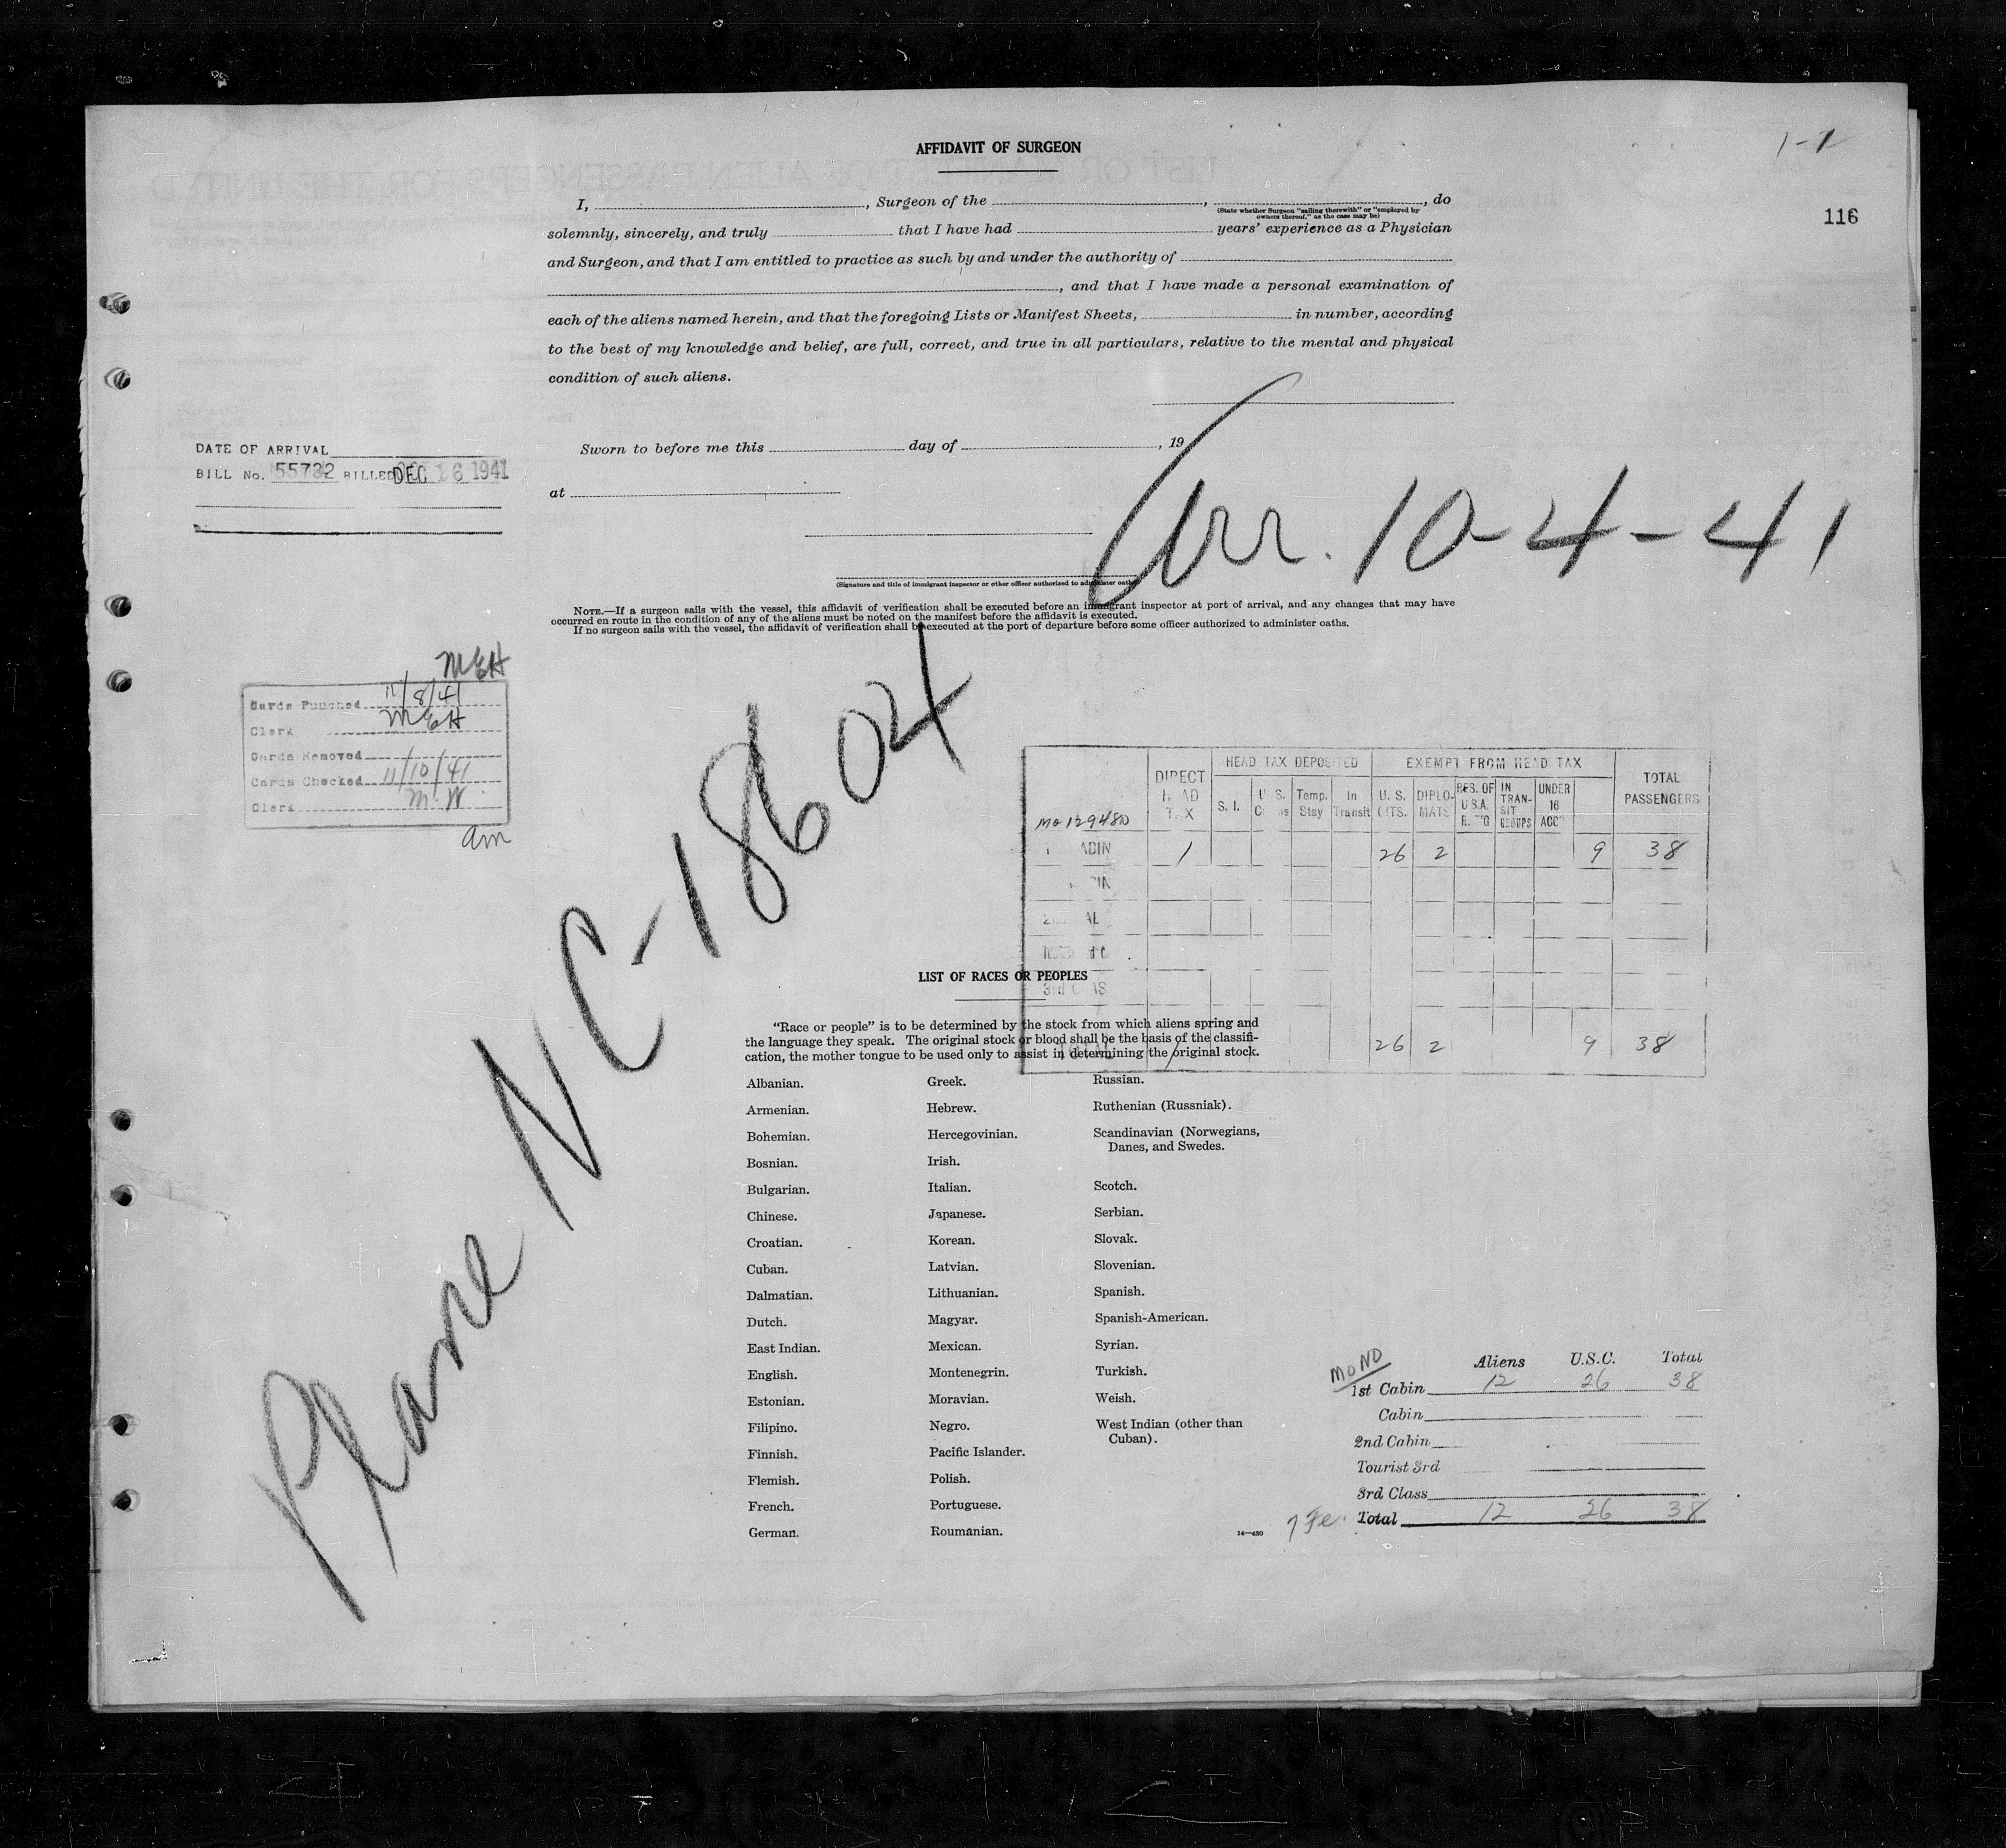 AFFIDAVIT OF SURGEON
116
I, , Surgeon of the , , do
(State whether Surgeon "sailing therewith" or "employed by
owners thereof," as the case may be)
solemnly, sincerely, and truly that I have had years' experience as a Physician
and Surgeon, and that I am entitled to practice as such by and under the authority of
, and that I have made a personal examination of
each of the aliens named herein, and that the foregoing Lists or Manifest Sheets, in number, according
to the best of my knowledge and belief, are full, correct, and true in all particulars, relative to the mental and physical
condition of such aliens.
Sworn to before me this day of , 19
at
DATE OF ARRIVAL
BILL No. 55732 BILLED DEC 16 1941
Arr. 10-4-41
(Signature and title of immigrant inspector or other officer authorized to administer oaths)
NOTE.—If a surgeon sails with the vessel, this affidavit of verification shall be executed before an immigrant inspector at port of arrival, and any changes that may have
occurred en route in the condition of any of the aliens must be noted on the manifest before the affidavit is executed.
If no surgeon sails with the vessel, the affidavit of verification shall be executed at the port of departure before some officer authorized to administer oaths.
MEH
Cards Punched 11/8/41
Clerk MEH
Cards Removed
Cards Checked 11/10/41
Clerk M.W.
am
Plane NC-18604
DIRECT HEAD TAX
HEAD TAX DEPOSITED
EXEMPT FROM HEAD TAX
TOTAL PASSENGERS
S. I.
Temp. Stay
In Transit
U. S. CITS.
DIPLOMATS
RES. OF U.S.A. RET'G
IN TRANSIT GROUPS
UNDER 16 ACC
1 26 2 9 38
TOTAL 1 26 2 9 38
LIST OF RACES OR PEOPLES
"Race or people" is to be determined by the stock from which aliens spring and
the language they speak. The original stock or blood shall be the basis of the classifi-
cation, the mother tongue to be used only to assist in determining the original stock.
Albanian.
Armenian.
Bohemian.
Bosnian.
Bulgarian.
Chinese.
Croatian.
Cuban.
Dalmatian.
Dutch.
East Indian.
English.
Estonian.
Filipino.
Finnish.
Flemish.
French.
German.
Greek.
Hebrew.
Hercegovinian.
Irish.
Italian.
Japanese.
Korean.
Latvian.
Lithuanian.
Magyar.
Mexican.
Montenegrin.
Moravian.
Negro.
Pacific Islander.
Polish.
Portuguese.
Roumanian.
Russian.
Ruthenian (Russniak).
Scandinavian (Norwegians,
Danes, and Swedes.
Scotch.
Serbian.
Slovak.
Slovenian.
Spanish.
Spanish-American.
Syrian.
Turkish.
Welsh.
West Indian (other than
Cuban).
14—430
Aliens U.S.C. Total
1st Cabin 12 26 38
Cabin
2nd Cabin
Tourist 3rd
3rd Class
Total 12 26 38